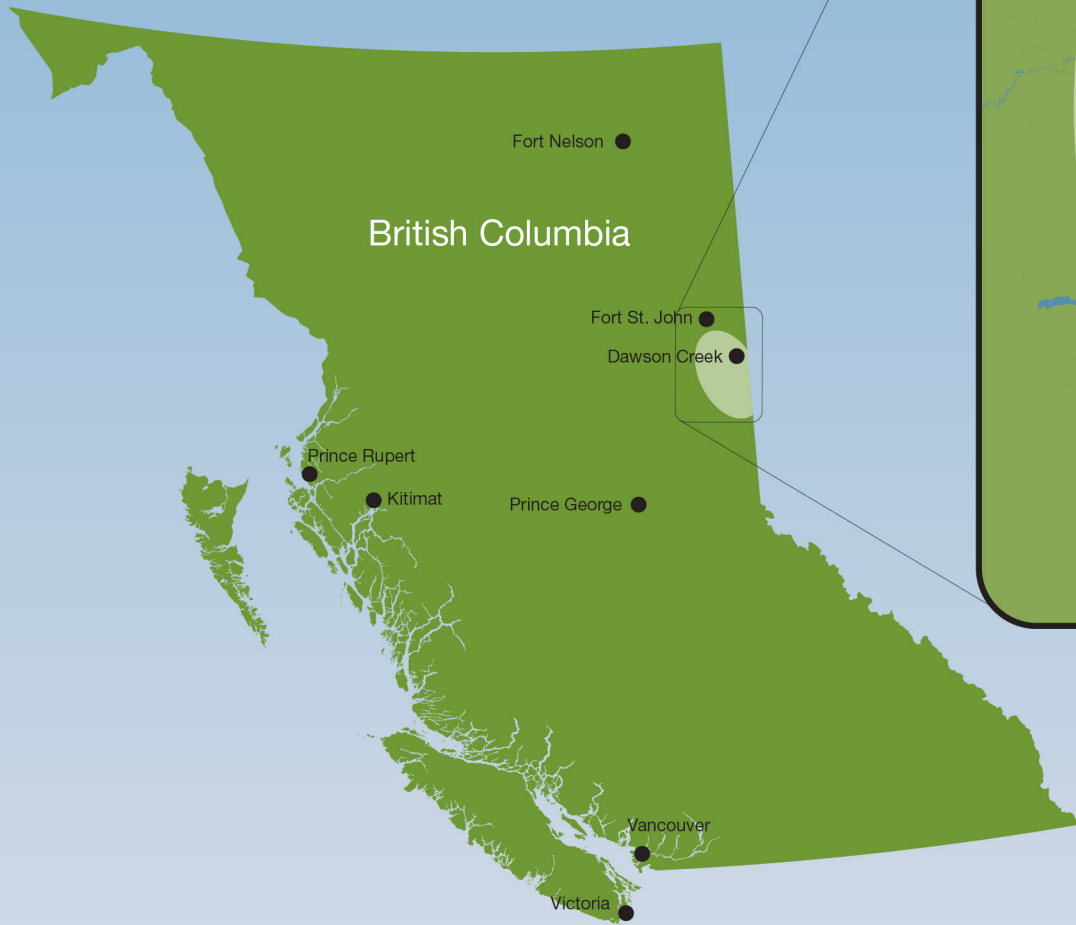 Fort Nelson
British Columbia
Fort St. John
Dawson Creek
Prince Rupert
Kitimat
Prince George
Vancouver
Victoria